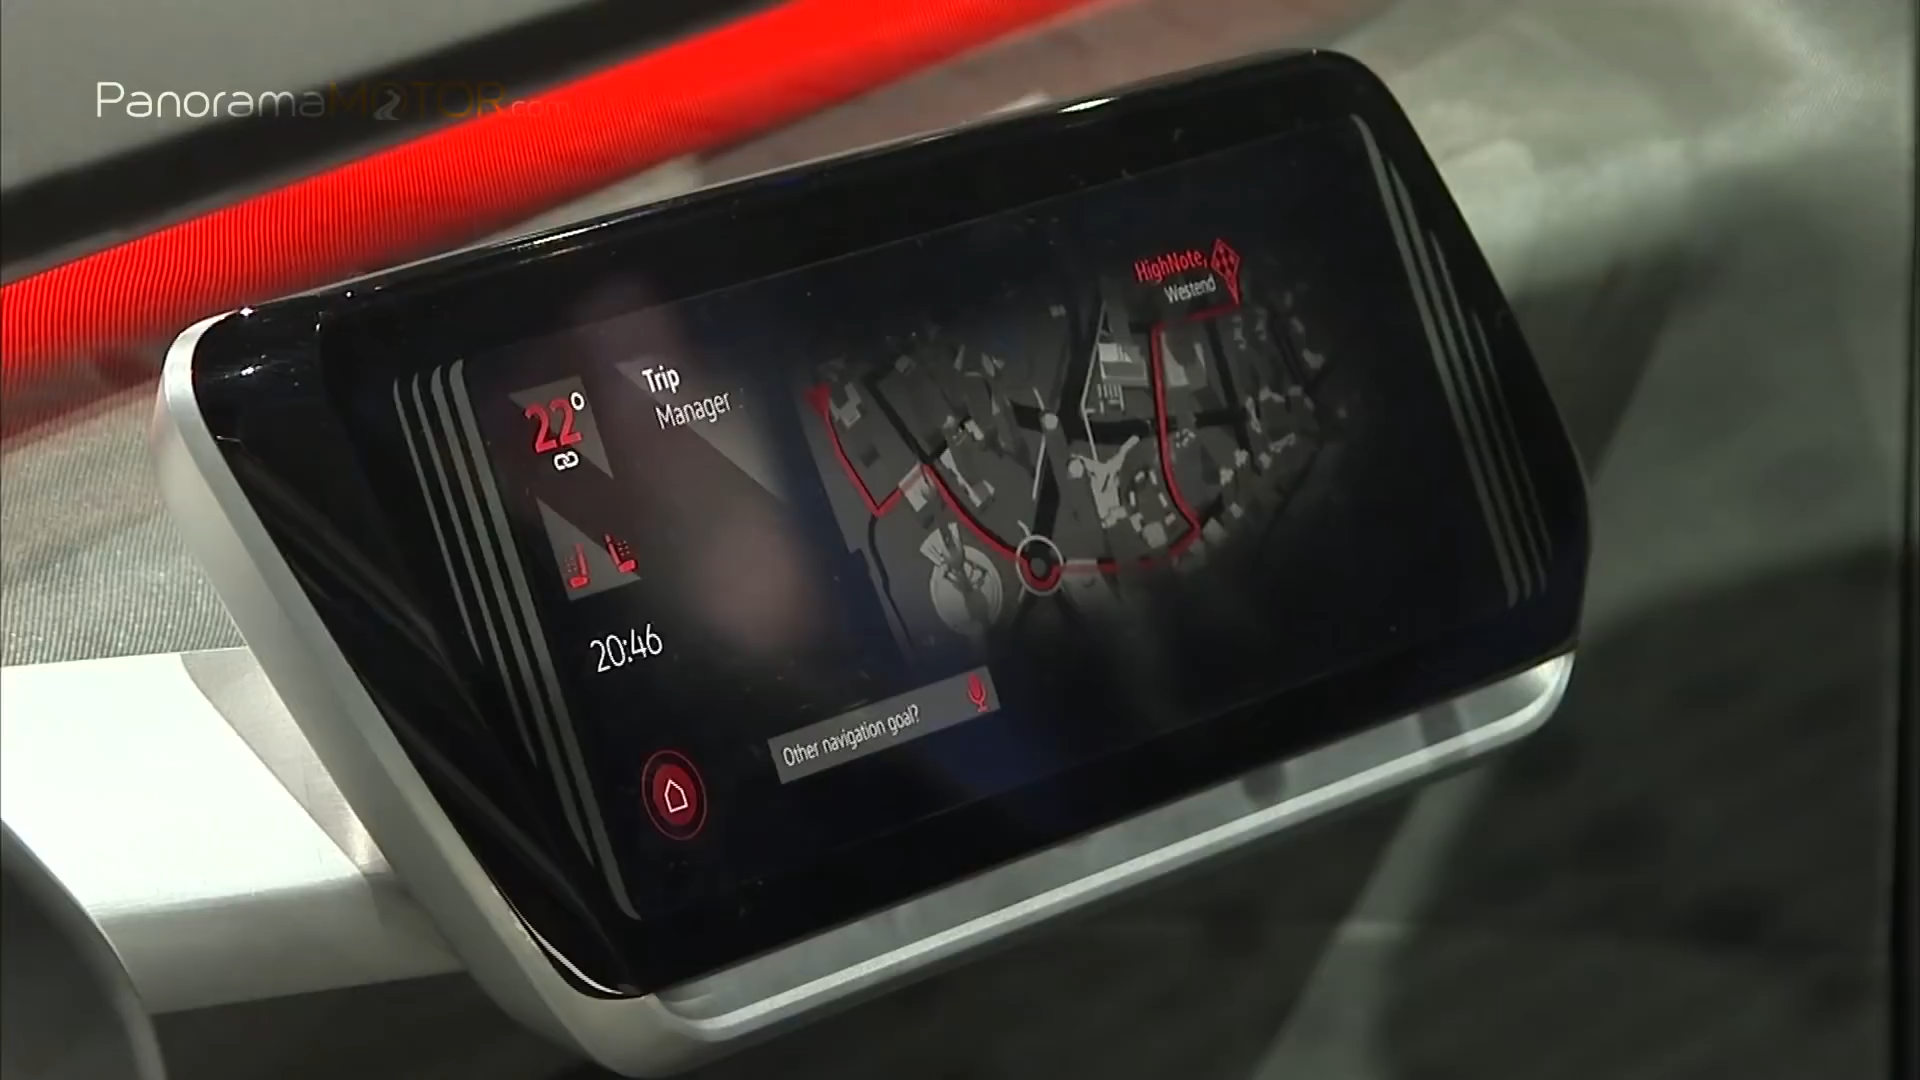 PanoramaMOTOR.com
HighNote,
Westend
22°
Trip
Manager
20:46
Other navigation goal?